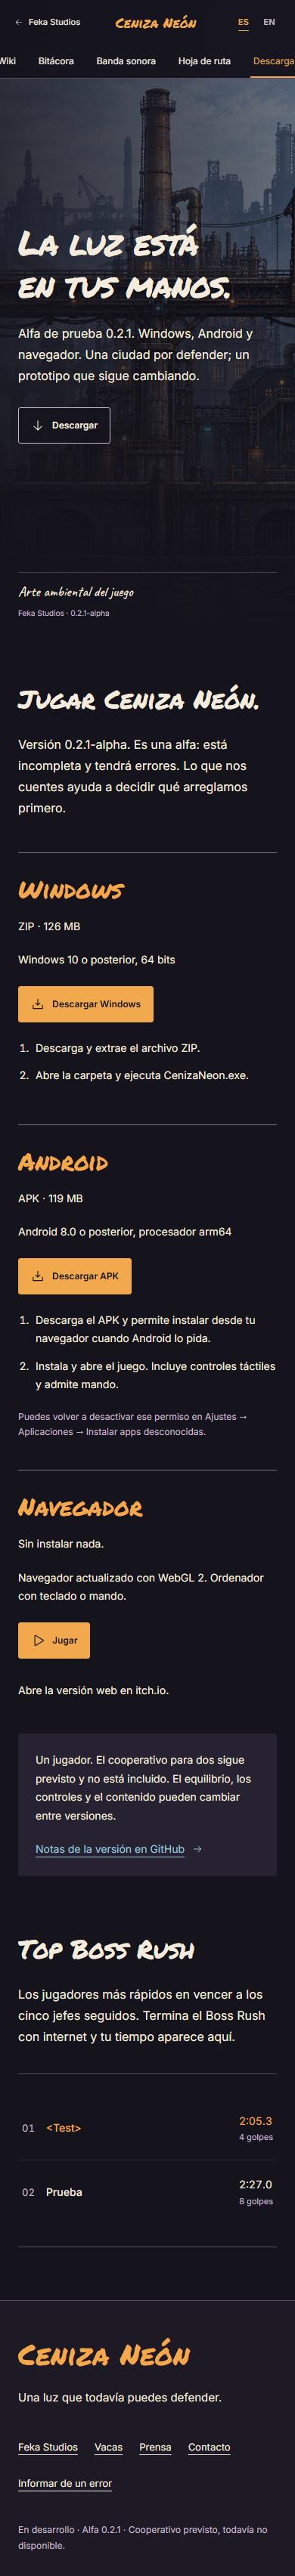 ← Feka Studios
Ceniza Neón
ES EN
Wiki Bitácora Banda sonora Hoja de ruta Descarga
La luz está
en tus manos.
Alfa de prueba 0.2.1. Windows, Android y
navegador. Una ciudad por defender; un
prototipo que sigue cambiando.
Descargar
Arte ambiental del juego
Feka Studios · 0.2.1-alpha
Jugar Ceniza Neón.
Versión 0.2.1-alpha. Es una alfa: está
incompleta y tendrá errores. Lo que nos
cuentes ayuda a decidir qué arreglamos
primero.
Windows
ZIP · 126 MB
Windows 10 o posterior, 64 bits
Descargar Windows
1. Descarga y extrae el archivo ZIP.
2. Abre la carpeta y ejecuta CenizaNeon.exe.
Android
APK · 119 MB
Android 8.0 o posterior, procesador arm64
Descargar APK
1. Descarga el APK y permite instalar desde tu
navegador cuando Android lo pida.
2. Instala y abre el juego. Incluye controles táctiles
y admite mando.
Puedes volver a desactivar ese permiso en Ajustes →
Aplicaciones → Instalar apps desconocidas.
Navegador
Sin instalar nada.
Navegador actualizado con WebGL 2. Ordenador
con teclado o mando.
Jugar
Abre la versión web en itch.io.
Un jugador. El cooperativo para dos sigue
previsto y no está incluido. El equilibrio, los
controles y el contenido pueden cambiar
entre versiones.
Notas de la versión en GitHub →
Top Boss Rush
Los jugadores más rápidos en vencer a los
cinco jefes seguidos. Termina el Boss Rush
con internet y tu tiempo aparece aquí.
01 <Test> 2:05.3
4 golpes
02 Prueba 2:27.0
8 golpes
Ceniza Neón
Una luz que todavía puedes defender.
Feka Studios Vacas Prensa Contacto
Informar de un error
En desarrollo · Alfa 0.2.1 · Cooperativo previsto, todavía no
disponible.